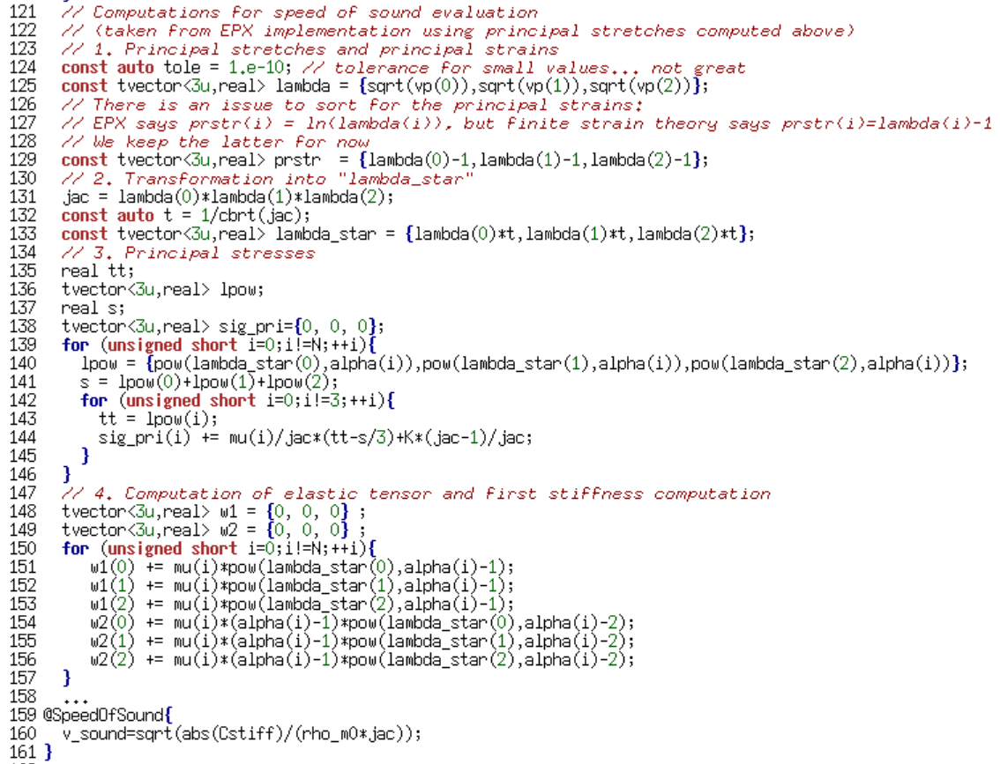 121 // Computations for speed of sound evaluation
122 // (taken from EPX implementation using principal stretches computed above)
123 // 1. Principal stretches and principal strains
124 const auto tole = 1.e-10; // tolerance for small values... not great
125 const tvector<3u,real> lambda = {sqrt(vp(0)),sqrt(vp(1)),sqrt(vp(2))};
126 // There is an issue to sort for the principal strains:
127 // EPX says prstr(i) = ln(lambda(i)), but finite strain theory says prstr(i)=lambda(i)-1
128 // We keep the latter for now
129 const tvector<3u,real> prstr  = {lambda(0)-1,lambda(1)-1,lambda(2)-1};
130 // 2. Transformation into "lambda_star"
131 jac = lambda(0)*lambda(1)*lambda(2);
132 const auto t = 1/cbrt(jac);
133 const tvector<3u,real> lambda_star = {lambda(0)*t,lambda(1)*t,lambda(2)*t};
134 // 3. Principal stresses
135 real tt;
136 tvector<3u,real> lpow;
137 real s;
138 tvector<3u,real> sig_pri={0, 0, 0};
139 for (unsigned short i=0;i!=N;++i){
140 lpow = {pow(lambda_star(0),alpha(i)),pow(lambda_star(1),alpha(i)),pow(lambda_star(2),alpha(i))};
141 s = lpow(0)+lpow(1)+lpow(2);
142 for (unsigned short i=0;i!=3;++i){
143 tt = lpow(i);
144 sig_pri(i) += mu(i)/jac*(tt-s/3)+K*(jac-1)/jac;
145 }
146 }
147 // 4. Computation of elastic tensor and first stiffness computation
148 tvector<3u,real> w1 = {0, 0, 0} ;
149 tvector<3u,real> w2 = {0, 0, 0} ;
150 for (unsigned short i=0;i!=N;++i){
151 w1(0) += mu(i)*pow(lambda_star(0),alpha(i)-1);
152 w1(1) += mu(i)*pow(lambda_star(1),alpha(i)-1);
153 w1(2) += mu(i)*pow(lambda_star(2),alpha(i)-1);
154 w2(0) += mu(i)*(alpha(i)-1)*pow(lambda_star(0),alpha(i)-2);
155 w2(1) += mu(i)*(alpha(i)-1)*pow(lambda_star(1),alpha(i)-2);
156 w2(2) += mu(i)*(alpha(i)-1)*pow(lambda_star(2),alpha(i)-2);
157 }
158 ...
159 @SpeedOfSound{
160 v_sound=sqrt(abs(Cstiff)/(rho_m0*jac));
161 }